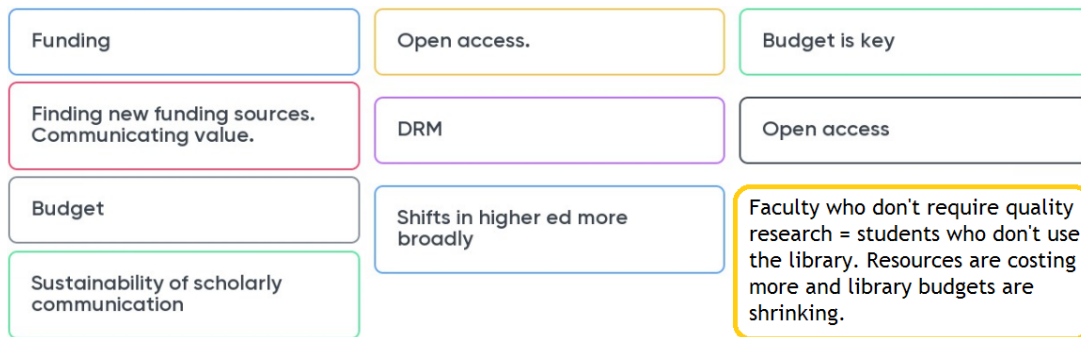 Funding
Finding new funding sources.
Communicating value.
Budget
Sustainability of scholarly
communication
Open access.
DRM
Shifts in higher ed more
broadly
Budget is key
Open access
Faculty who don't require quality
research = students who don't use
the library. Resources are costing
more and library budgets are
shrinking.